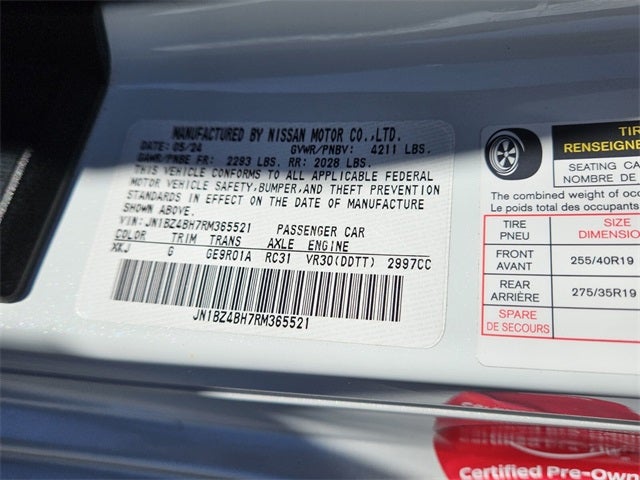 MANUFACTURED BY NISSAN MOTOR CO.,LTD.
DATE: 05/24 GVWR/PNBV: 4211 LBS.
GAWR/PNBE FR: 2283 LBS. RR: 2028 LBS.
THIS VEHICLE CONFORMS TO ALL APPLICABLE FEDERAL
MOTOR VEHICLE SAFETY,BUMPER,AND THEFT PREVENTION
STANDARDS IN EFFECT ON THE DATE OF MANUFACTURE
SHOWN ABOVE.
VIN: JN1BZ4BH7RM365521 PASSENGER CAR
COLOR TRIM TRANS AXLE ENGINE
XKJ G GE9R01A RC31 VR30(DDTT) 2997CC
JN1BZ4BH7RM365521
TIR
RENSEIGNE
SEATING CA
NOMBRE DE
The combined weight of oc
Le poids total des occupants
TIRE SIZE
PNEU DIMENSIO
FRONT
AVANT 255/40R19
REAR
ARRIÈRE 275/35R19
SPARE
DE SECOURS
Certified Pre-Own